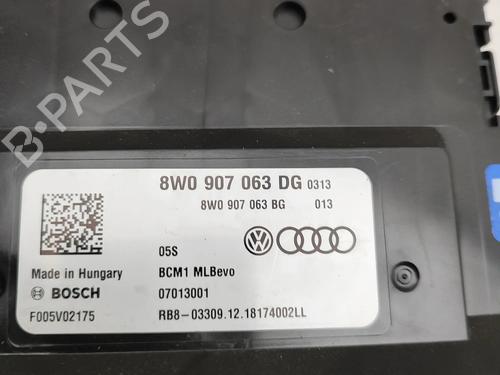 B-PARTS
8W0 907 063 DG 0313
8W0 907 063 BG 013
05S
Made in Hungary BCM1 MLBevo
BOSCH 07013001
F005V02175 RB8-03309.12.18174002LL